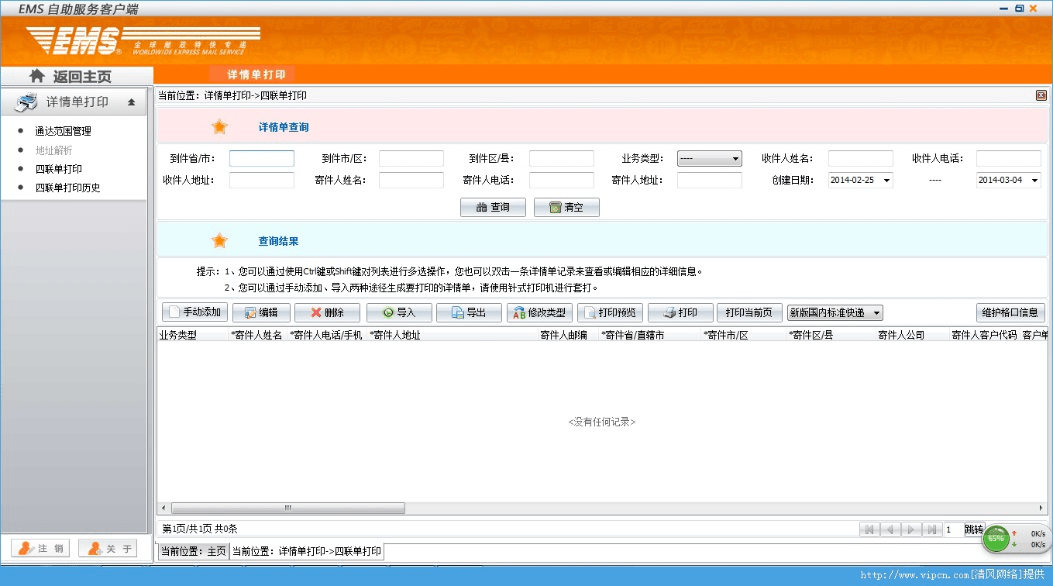 EMS 自助服务客户端
EMS
全球邮政特快专递
WORLDWIDE EXPRESS MAIL SERVICE
返回主页
详情单打印
详情单打印
当前位置：详情单打印->四联单打印
通达范围管理
地址解析
四联单打印
四联单打印历史
详情单查询
到件省/市： 到件市/区： 到件区/县： 业务类型： ---- 收件人姓名： 收件人电话：
收件人地址： 寄件人姓名： 寄件人电话： 寄件人地址： 创建日期： 2014-02-25 ---- 2014-03-04
查询 清空
查询结果
提示：1、您可以通过使用Ctrl键或Shift键对列表进行多选操作，您也可以双击一条详情单记录来查看或编辑相应的详细信息。
2、您可以通过手动添加、导入两种途径生成要打印的详情单，请使用针式打印机进行套打。
手动添加 编辑 删除 导入 导出 修改类型 打印预览 打印 打印当前页 新版国内标准快递 维护格口信息
业务类型 *寄件人姓名 *寄件人电话/手机 *寄件人地址 寄件人邮编 *寄件省/直辖市 *寄件市/区 *寄件区/县 寄件人公司 寄件人客户代码 客户单
<没有任何记录>
第1页/共1页 共0条 1 跳转
65% 0K/s
0K/s
注 销 关 于
当前位置：主页 当前位置：详情单打印->四联单打印
http://www.vipcn.com[清风网络]提供